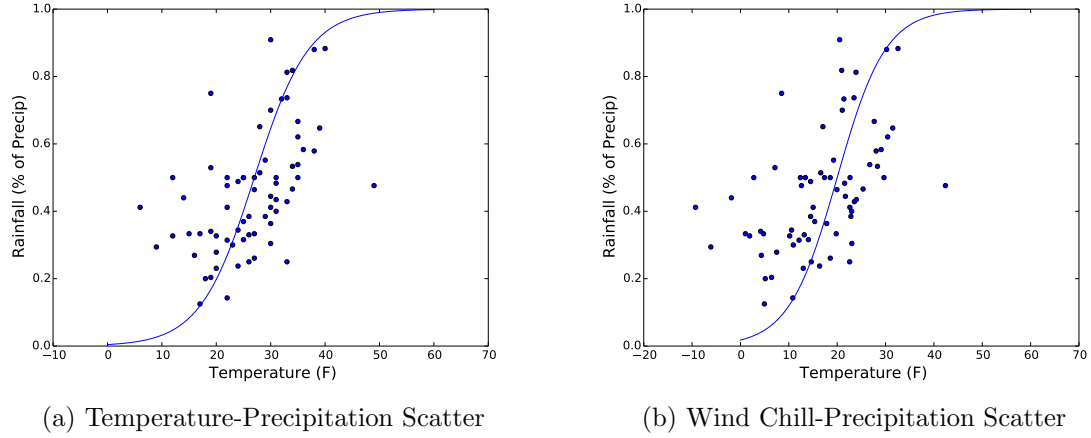 1.0
0.8
0.6
0.4
0.2
0.0
Rainfall (% of Precip)
−10 0 10 20 30 40 50 60 70
Temperature (F)
(a) Temperature-Precipitation Scatter
1.0
0.8
0.6
0.4
0.2
0.0
Rainfall (% of Precip)
−20 −10 0 10 20 30 40 50 60 70
Temperature (F)
(b) Wind Chill-Precipitation Scatter